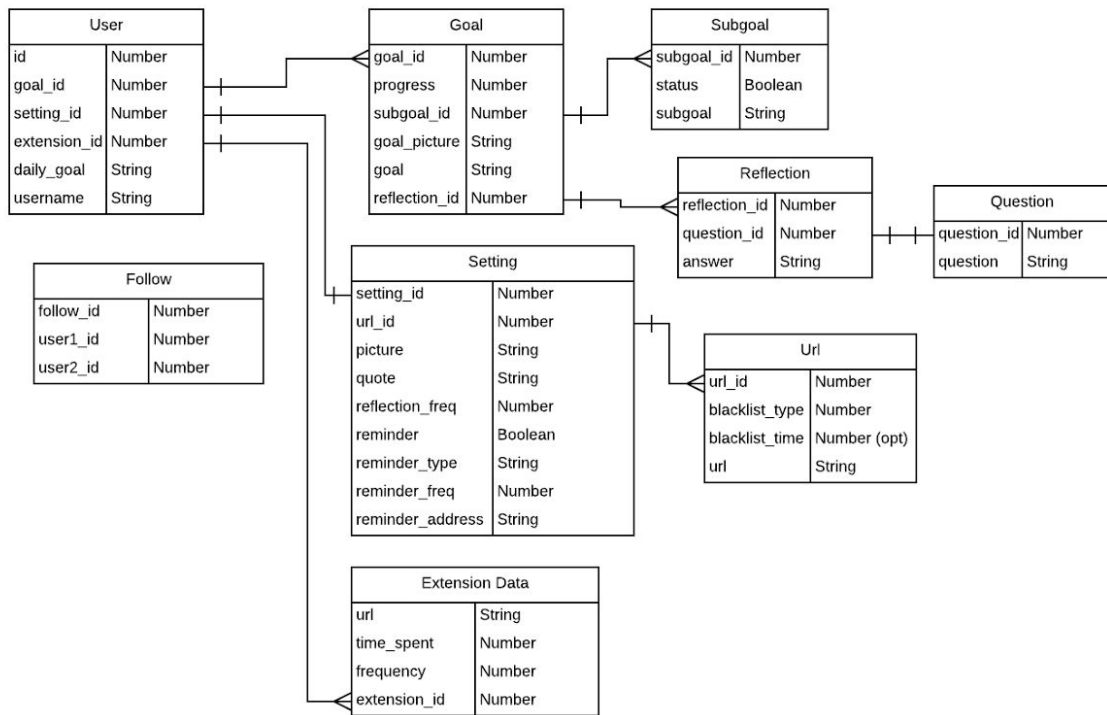 User
id Number
goal_id Number
setting_id Number
extension_id Number
daily_goal String
username String
Goal
goal_id Number
progress Number
subgoal_id Number
goal_picture String
goal String
reflection_id Number
Subgoal
subgoal_id Number
status Boolean
subgoal String
Reflection
reflection_id Number
question_id Number
answer String
Question
question_id Number
question String
Follow
follow_id Number
user1_id Number
user2_id Number
Setting
setting_id Number
url_id Number
picture String
quote String
reflection_freq Number
reminder Boolean
reminder_type String
reminder_freq Number
reminder_address String
Url
url_id Number
blacklist_type Number
blacklist_time Number (opt)
url String
Extension Data
url String
time_spent Number
frequency Number
extension_id Number